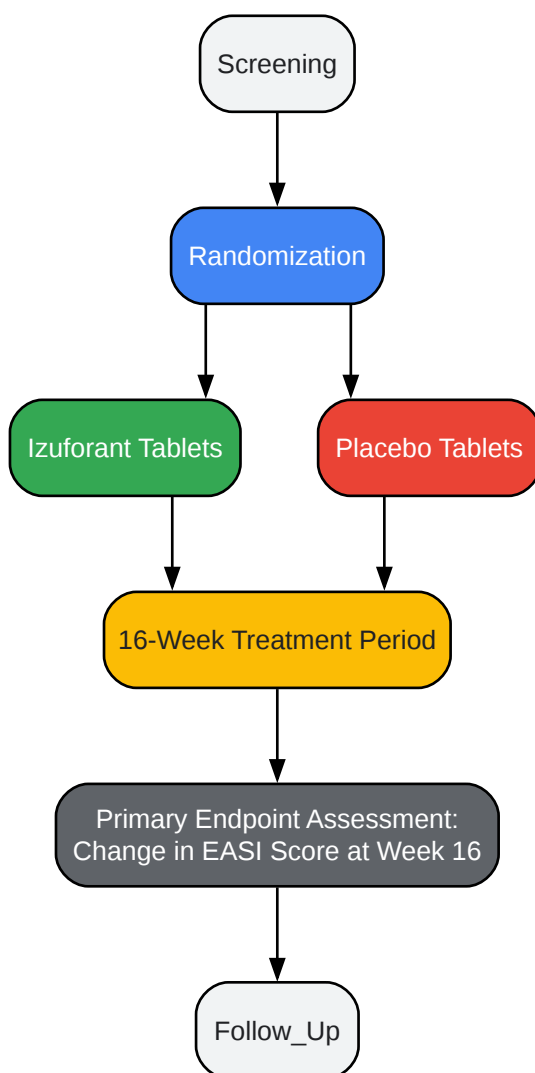 Screening
Randomization
Izuforant Tablets
Placebo Tablets
16-Week Treatment Period
Primary Endpoint Assessment:
Change in EASI Score at Week 16
Follow_Up